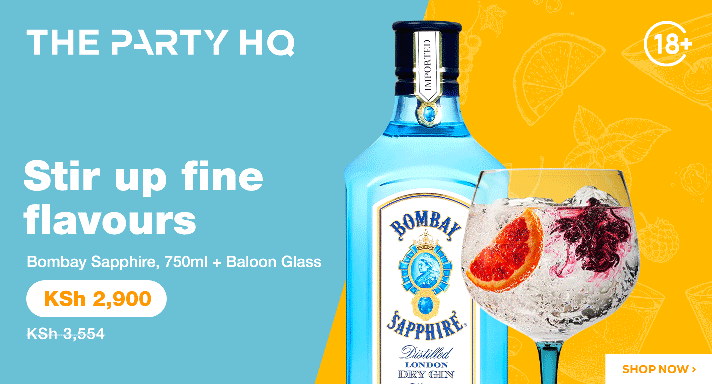 THE PARTY HQ
18+
Stir up fine
flavours
Bombay Sapphire, 750ml + Baloon Glass
KSh 2,900
KSh 3,554
IMPORTED
BOMBAY
SAPPHIRE
Distilled
LONDON
DRY GIN
SHOP NOW ›